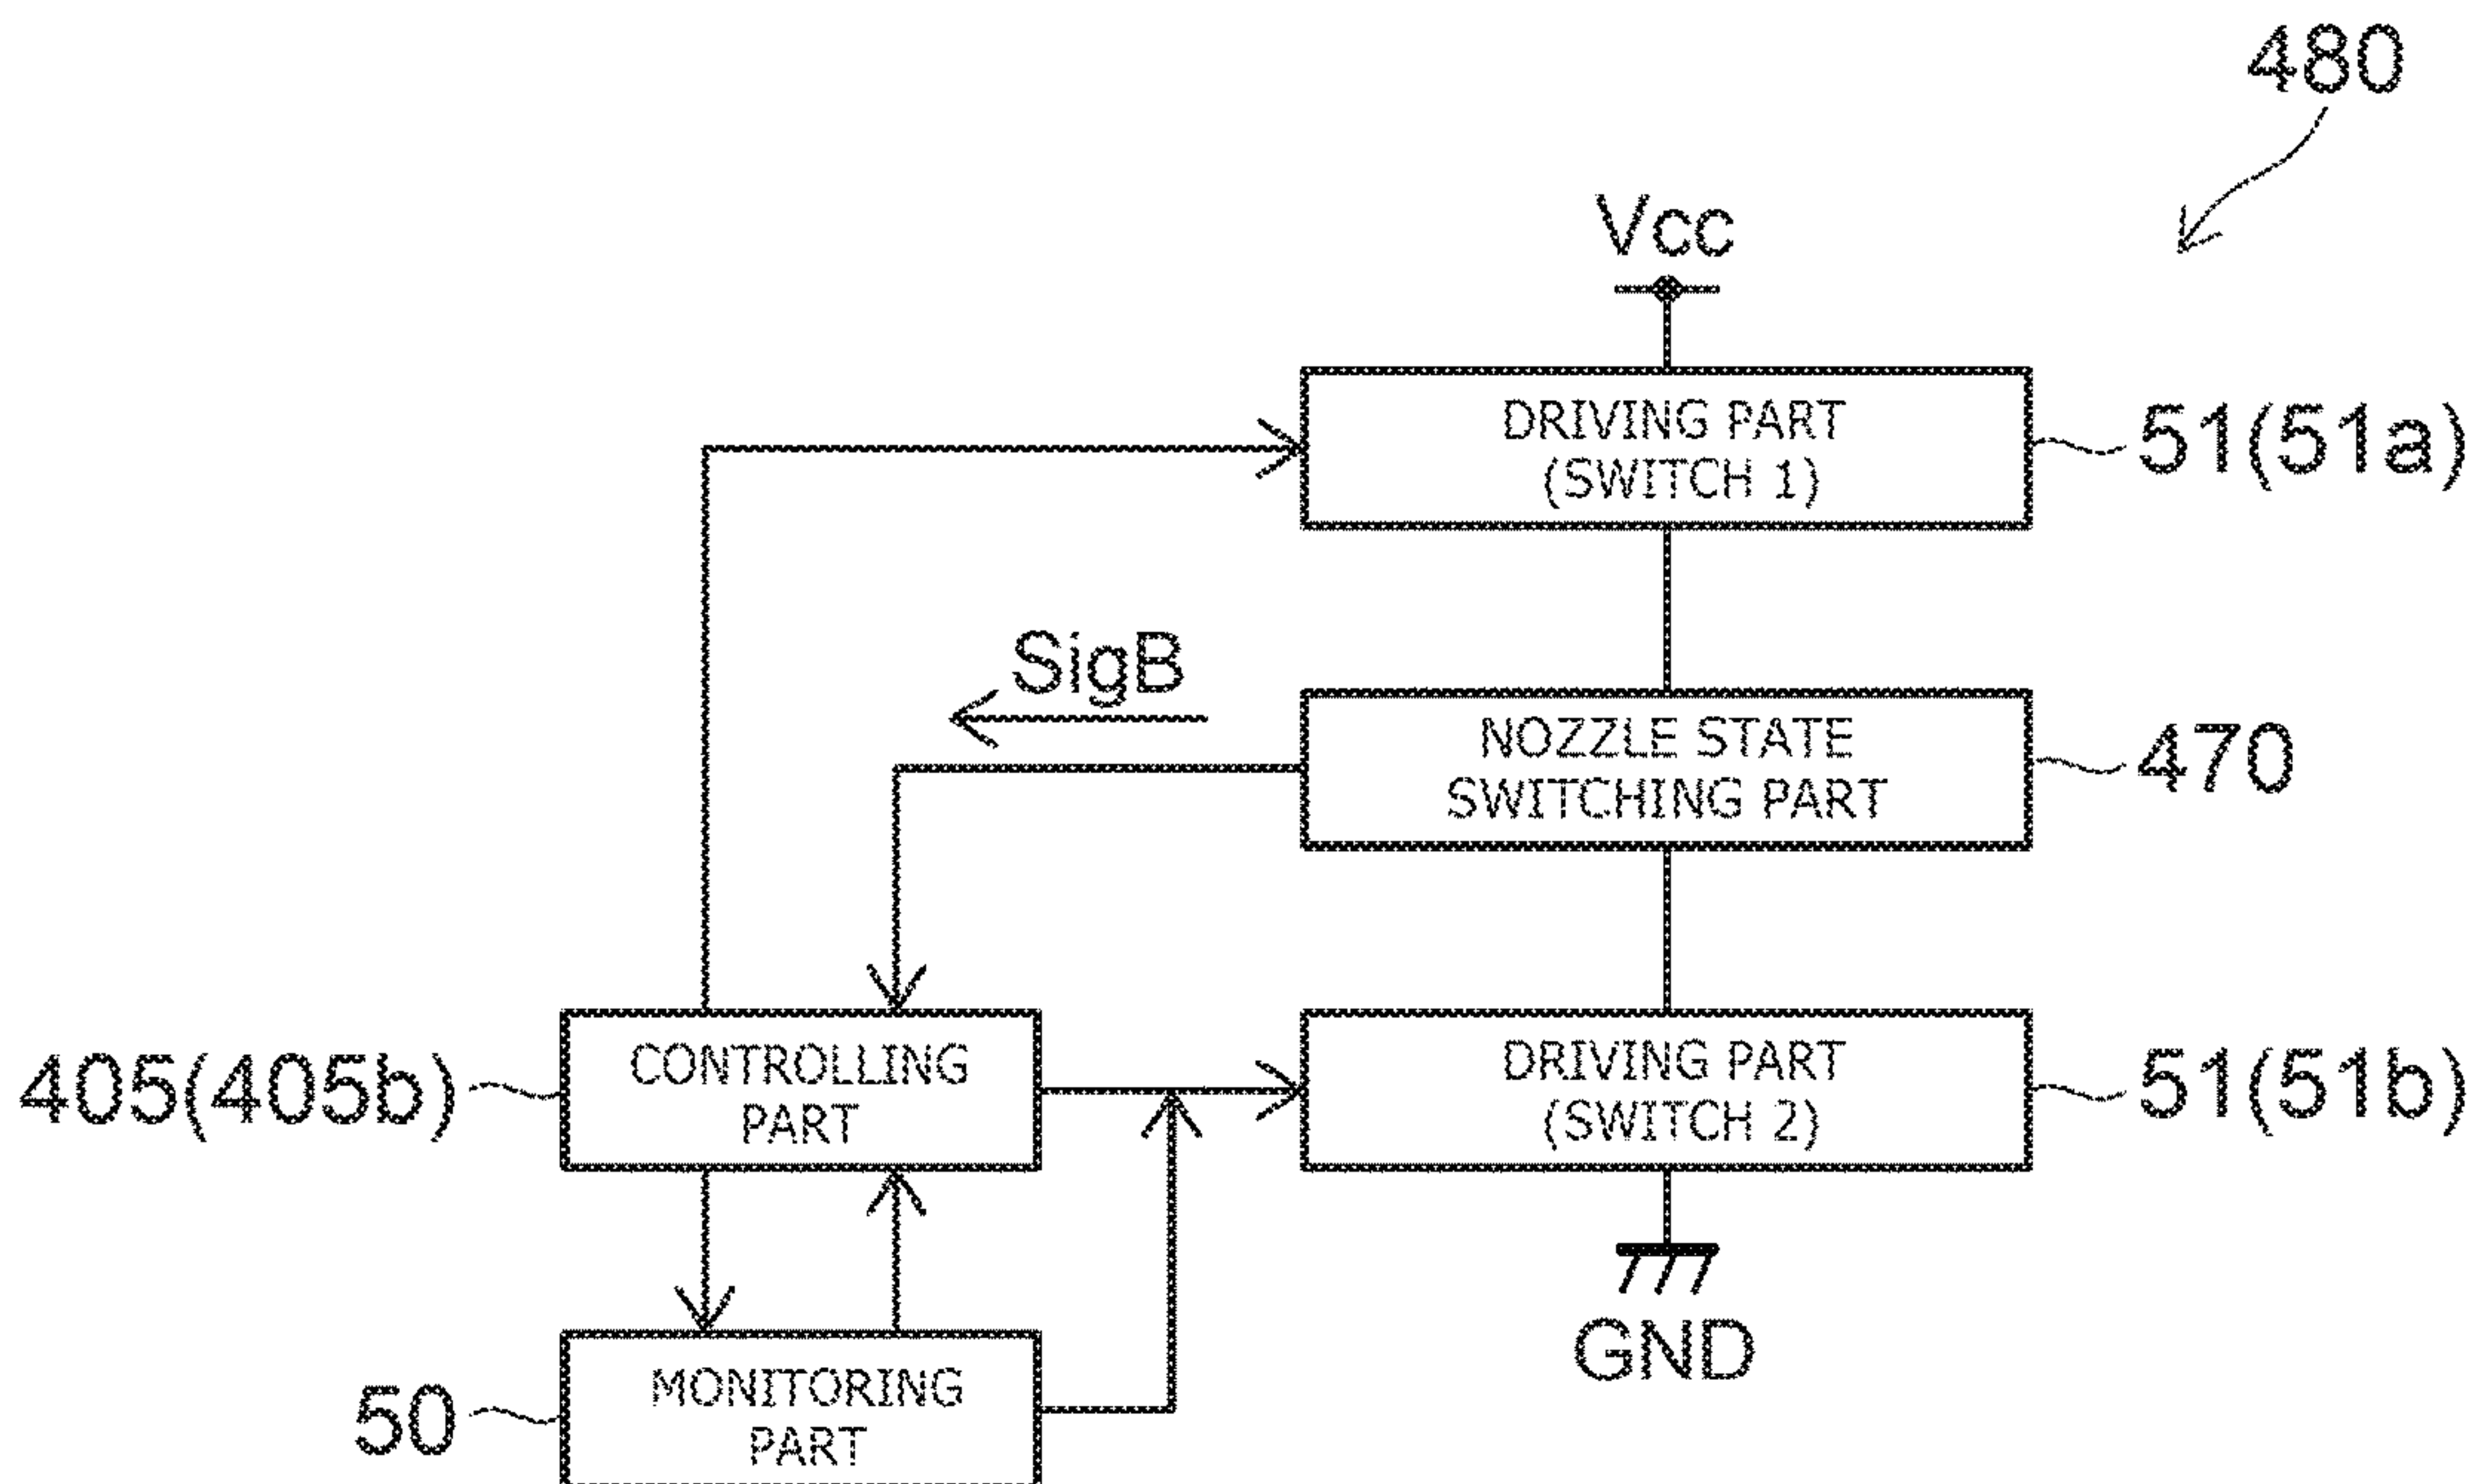 480
Vcc
DRIVING PART
(SWITCH 1)
51(51a)
SigB
NOZZLE STATE
SWITCHING PART
470
405(405b)
CONTROLLING
PART
DRIVING PART
(SWITCH 2)
51(51b)
GND
50
MONITORING
PART